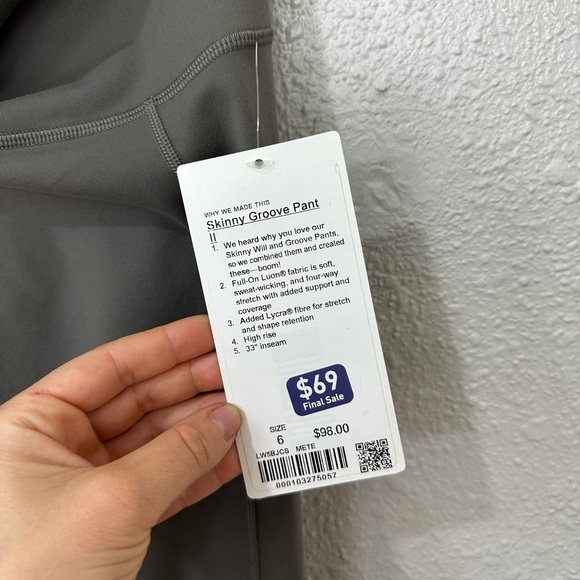 WHY WE MADE THIS
Skinny Groove Pant
II
1. We heard why you love our
Skinny Will and Groove Pants,
so we combined them and created
these—boom!
2. Full-On Luon® fabric is soft,
sweat-wicking, and four-way
stretch with added support and
coverage
3. Added Lycra® fibre for stretch
and shape retention
4. High rise
5. 33" inseam
$69
Final Sale
SIZE
6 $98.00
LW5BJCS METE
000103275057